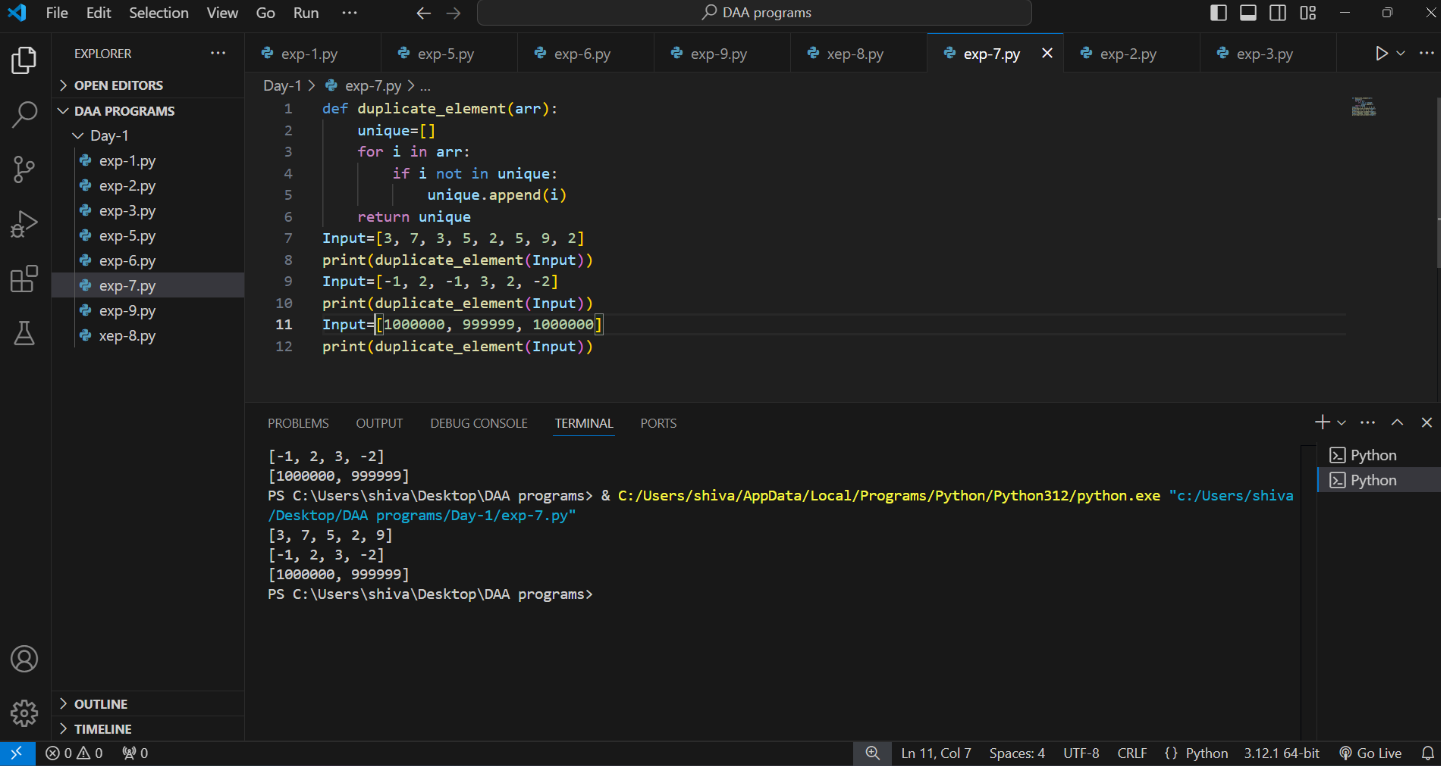 File Edit Selection View Go Run ··· DAA programs
EXPLORER ···
OPEN EDITORS
DAA PROGRAMS
Day-1
exp-1.py
exp-2.py
exp-3.py
exp-5.py
exp-6.py
exp-7.py
exp-9.py
xep-8.py
OUTLINE
TIMELINE
exp-1.py exp-5.py exp-6.py exp-9.py xep-8.py exp-7.py exp-2.py exp-3.py ···
Day-1 > exp-7.py > ...
1 def duplicate_element(arr):
2     unique=[]
3     for i in arr:
4         if i not in unique:
5             unique.append(i)
6     return unique
7 Input=[3, 7, 3, 5, 2, 5, 9, 2]
8 print(duplicate_element(Input))
9 Input=[-1, 2, -1, 3, 2, -2]
10 print(duplicate_element(Input))
11 Input=[1000000, 999999, 1000000]
12 print(duplicate_element(Input))
PROBLEMS OUTPUT DEBUG CONSOLE TERMINAL PORTS ···
[-1, 2, 3, -2]
[1000000, 999999]
PS C:\Users\shiva\Desktop\DAA programs> & C:/Users/shiva/AppData/Local/Programs/Python/Python312/python.exe "c:/Users/shiva
/Desktop/DAA programs/Day-1/exp-7.py"
[3, 7, 5, 2, 9]
[-1, 2, 3, -2]
[1000000, 999999]
PS C:\Users\shiva\Desktop\DAA programs>
Python
Python
0 0 0 Ln 11, Col 7 Spaces: 4 UTF-8 CRLF {} Python 3.12.1 64-bit Go Live